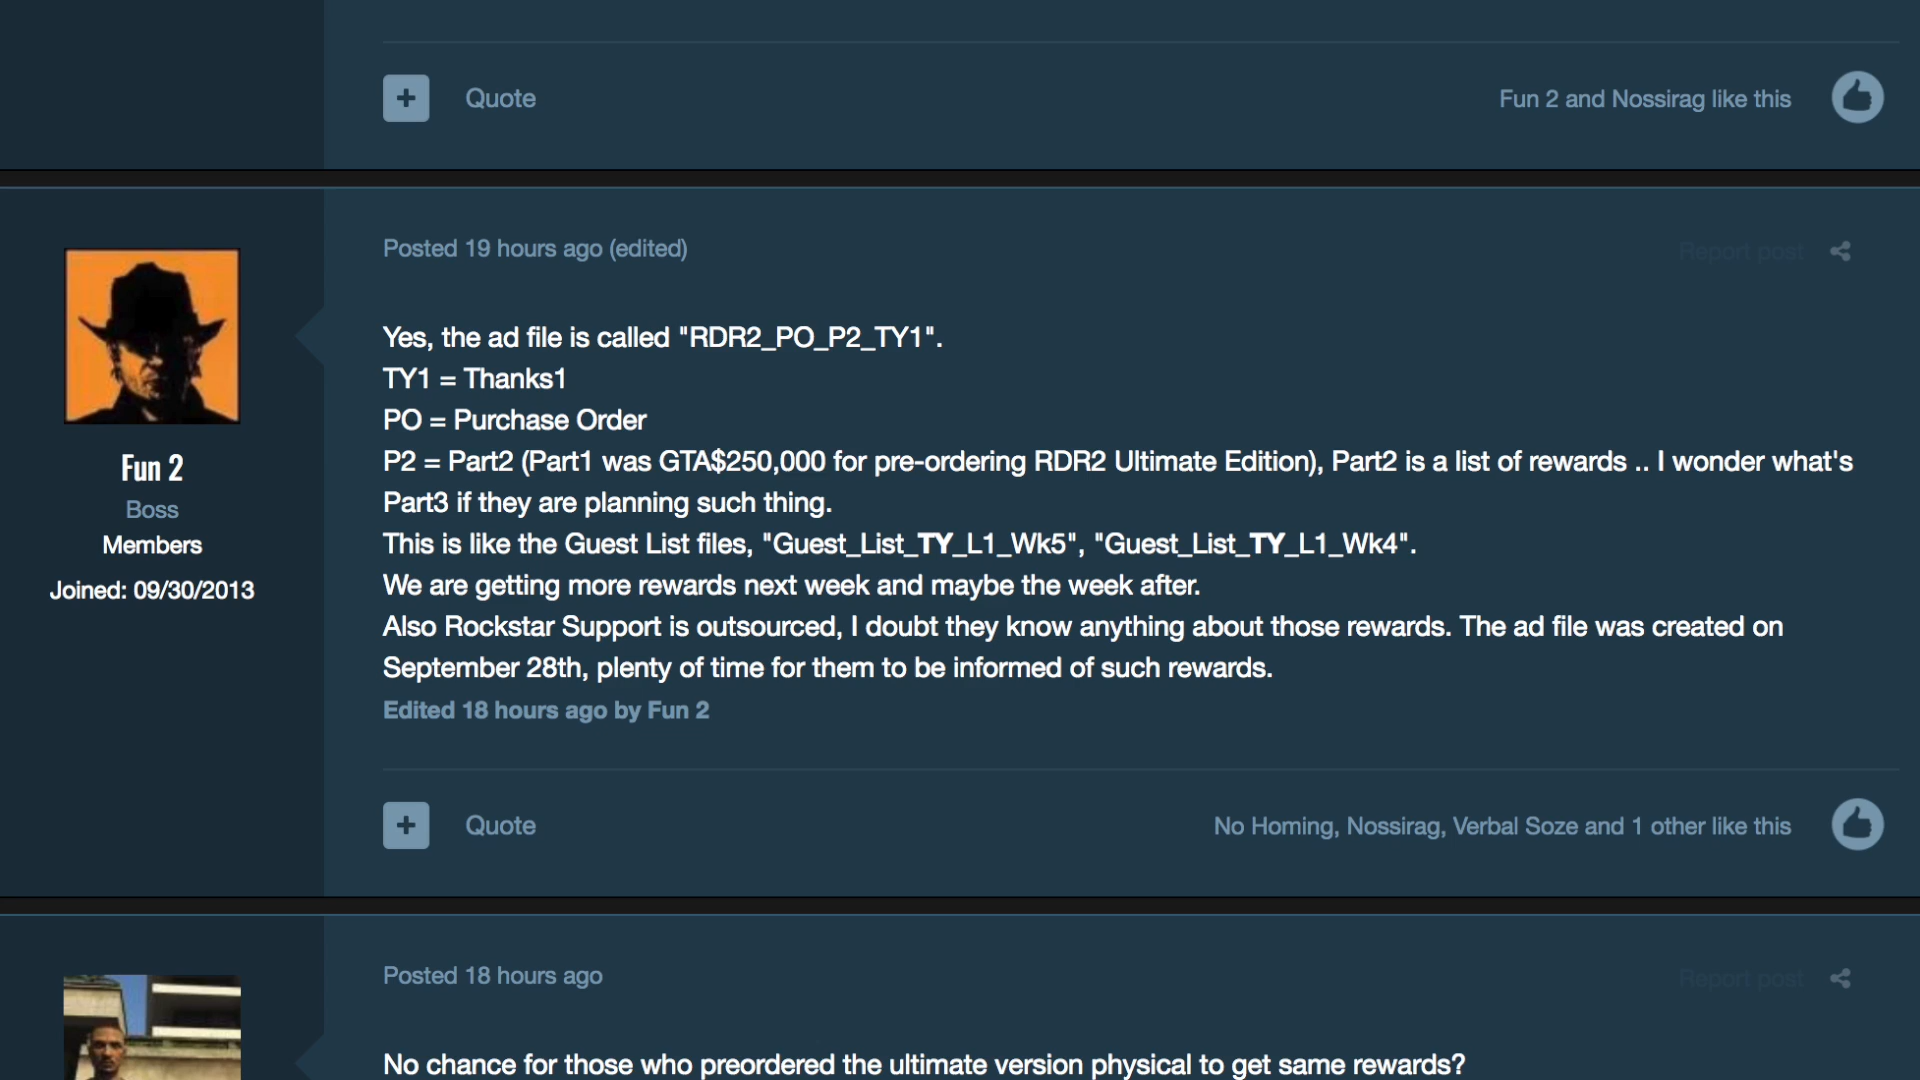 Quote
Fun 2 and Nossirag like this
Posted 19 hours ago (edited)
Report post
Fun 2
Boss
Members
Joined: 09/30/2013
Yes, the ad file is called "RDR2_PO_P2_TY1".
TY1 = Thanks1
PO = Purchase Order
P2 = Part2 (Part1 was GTA$250,000 for pre-ordering RDR2 Ultimate Edition), Part2 is a list of rewards .. I wonder what's
Part3 if they are planning such thing.
This is like the Guest List files, "Guest_List_TY_L1_Wk5", "Guest_List_TY_L1_Wk4".
We are getting more rewards next week and maybe the week after.
Also Rockstar Support is outsourced, I doubt they know anything about those rewards. The ad file was created on
September 28th, plenty of time for them to be informed of such rewards.
Edited 18 hours ago by Fun 2
Quote
No Homing, Nossirag, Verbal Soze and 1 other like this
Posted 18 hours ago
Report post
No chance for those who preordered the ultimate version physical to get same rewards?